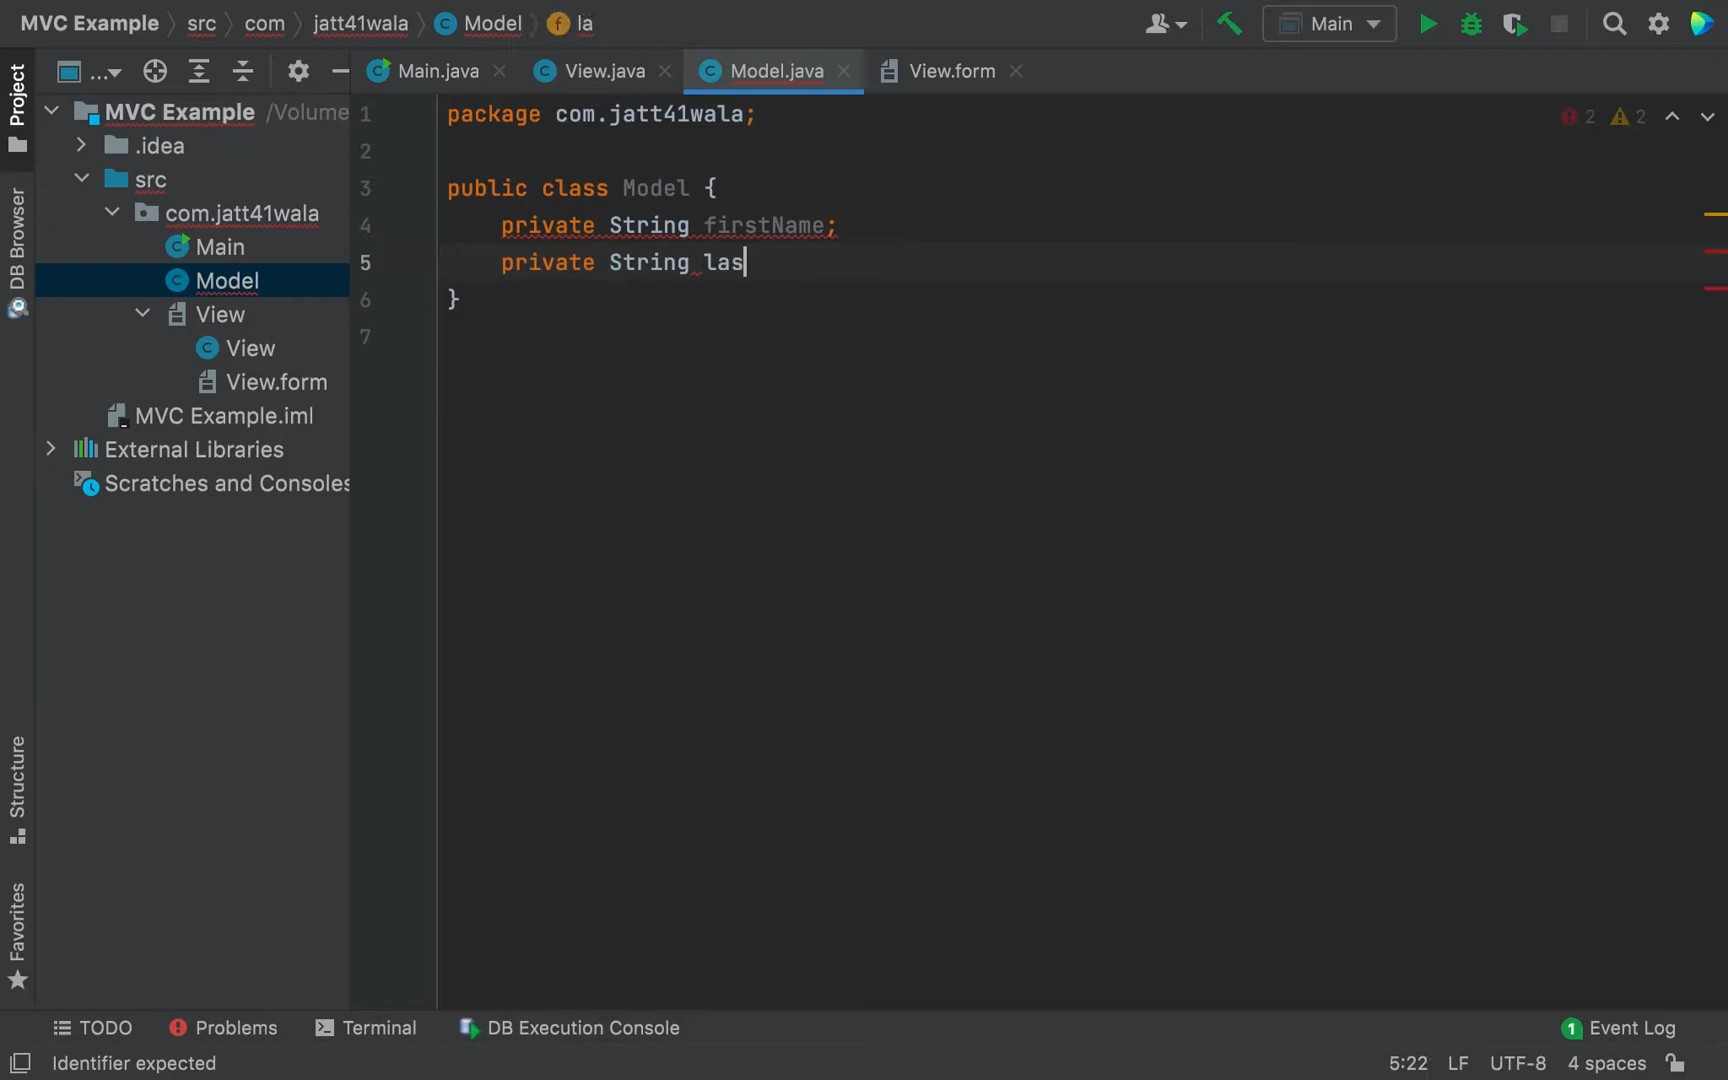 MVC Example src com jatt41wala Model la Main
Project ... Main.java View.java Model.java View.form
MVC Example /Volume
.idea
src
com.jatt41wala
Main
Model
View
View
View.form
MVC Example.iml
External Libraries
Scratches and Consoles
DB Browser
Structure
Favorites
1 package com.jatt41wala;
2
3 public class Model {
4 private String firstName;
5 private String las
6 }
7
2 2
TODO Problems Terminal DB Execution Console 1 Event Log
Identifier expected 5:22 LF UTF-8 4 spaces